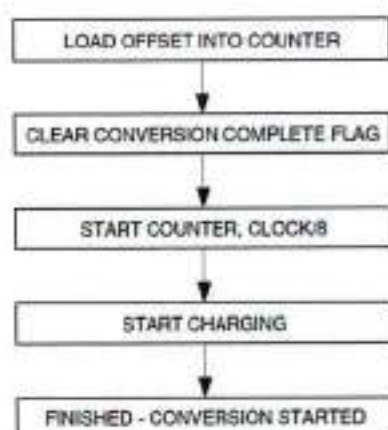 LOAD OFFSET INTO COUNTER
CLEAR CONVERSION COMPLETE FLAG
START COUNTER, CLOCK/8
START CHARGING
FINISHED - CONVERSION STARTED